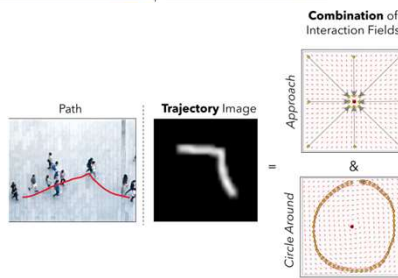 Combination of
Interaction Fields
Path
Trajectory Image
Approach
=
&
Circle Around